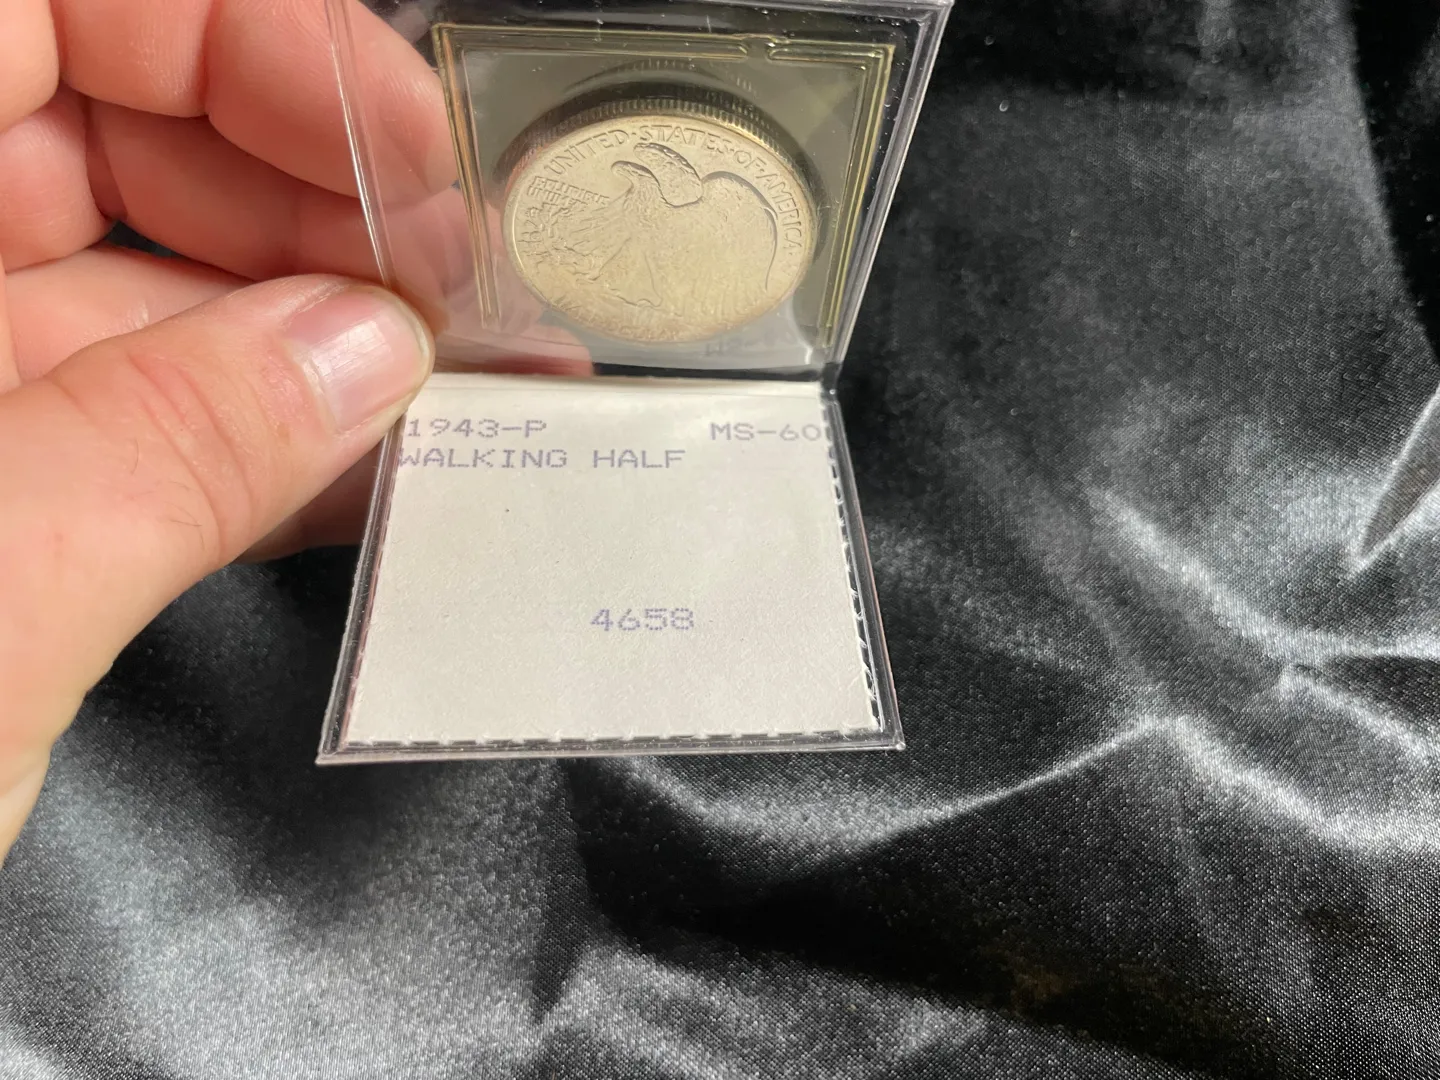 UNITED·STATES·OF·AMERICA
1943-P MS-60
WALKING HALF
4658